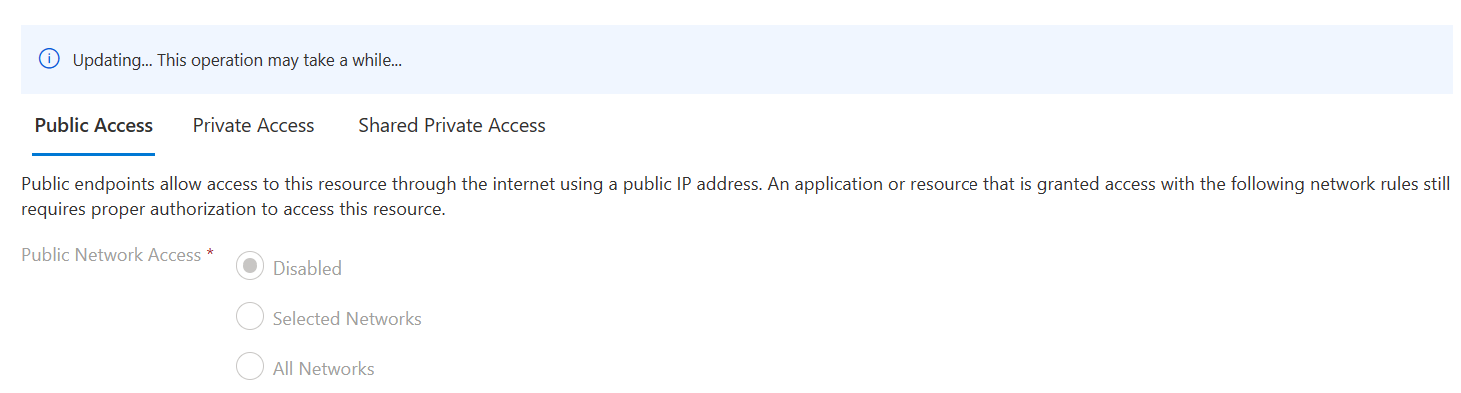 Updating... This operation may take a while...
Public Access Private Access Shared Private Access
Public endpoints allow access to this resource through the internet using a public IP address. An application or resource that is granted access with the following network rules still
requires proper authorization to access this resource.
Public Network Access *
Disabled
Selected Networks
All Networks